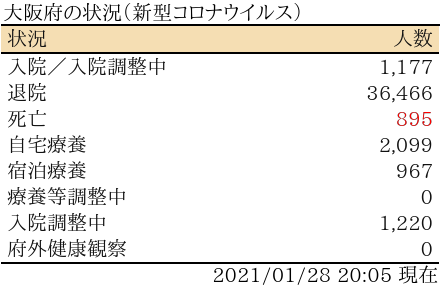 大阪府の状況(新型コロナウイルス)
状況 人数
入院／入院調整中 1,177
退院 36,466
死亡 895
自宅療養 2,099
宿泊療養 967
療養等調整中 0
入院調整中 1,220
府外健康観察 0
2021/01/28 20:05 現在